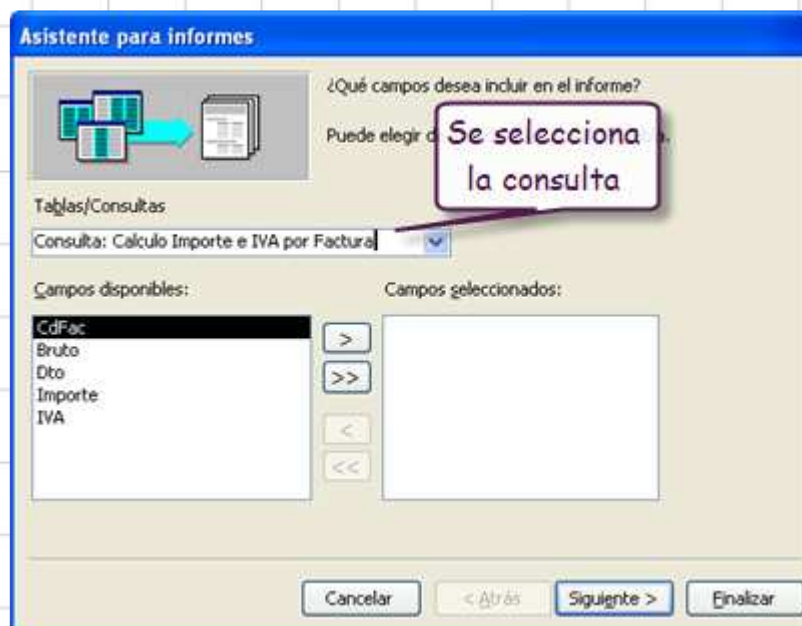 Asistente para informes
¿Qué campos desea incluir en el informe?
Puede elegir
Se selecciona
la consulta
Tablas/Consultas
Consulta: Calculo Importe e IVA por Factura
Campos disponibles:
Campos seleccionados:
CdFac
Bruto
Dto
Importe
IVA
>
>>
<
<<
Cancelar
< Atrás
Siguiente >
Finalizar